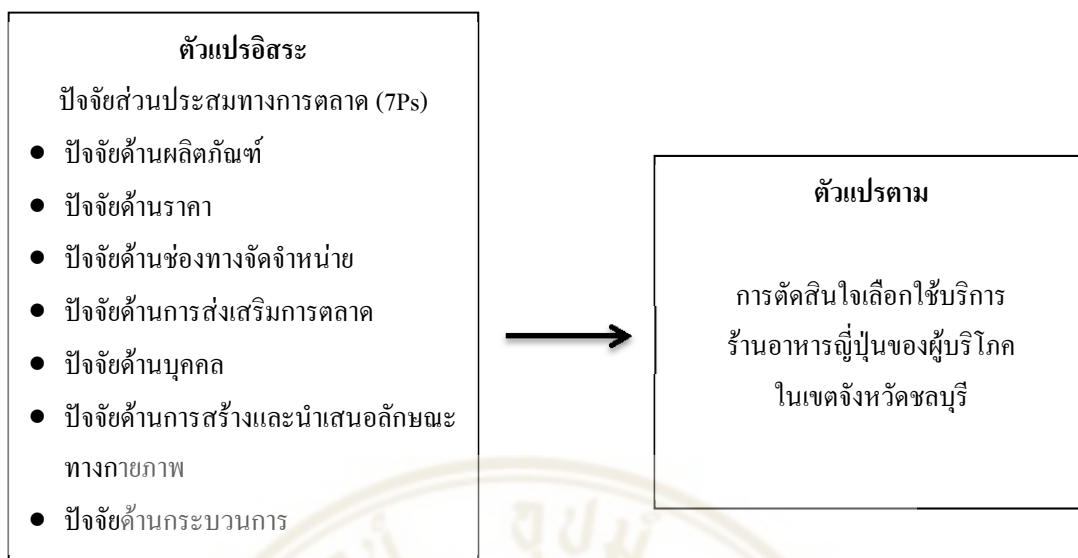 ตัวแปรอิสระ
ปัจจัยส่วนประสมทางการตลาด (7Ps)
● ปัจจัยด้านผลิตภัณฑ์
● ปัจจัยด้านราคา
● ปัจจัยด้านช่องทางจัดจำหน่าย
● ปัจจัยด้านการส่งเสริมการตลาด
● ปัจจัยด้านบุคคล
● ปัจจัยด้านการสร้างและนำเสนอลักษณะ
ทางกายภาพ
● ปัจจัยด้านกระบวนการ
ตัวแปรตาม
การตัดสินใจเลือกใช้บริการ
ร้านอาหารญี่ปุ่นของผู้บริโภค
ในเขตจังหวัดชลบุรี